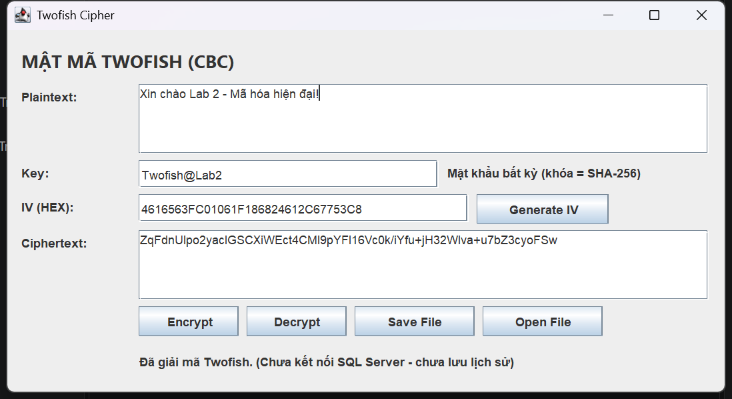 Twofish Cipher
MẬT MÃ TWOFISH (CBC)
Plaintext:
Xin chào Lab 2 - Mã hóa hiện đại!
Key:
Twofish@Lab2
Mật khẩu bất kỳ (khóa = SHA-256)
IV (HEX):
4616563FC01061F186824612C67753C8
Generate IV
Ciphertext:
ZqFdnUlpo2yacIGSCXiWEct4CMl9pYFI16Vc0k/iYfu+jH32Wlva+u7bZ3cyoFSw
Encrypt
Decrypt
Save File
Open File
Đã giải mã Twofish. (Chưa kết nối SQL Server - chưa lưu lịch sử)